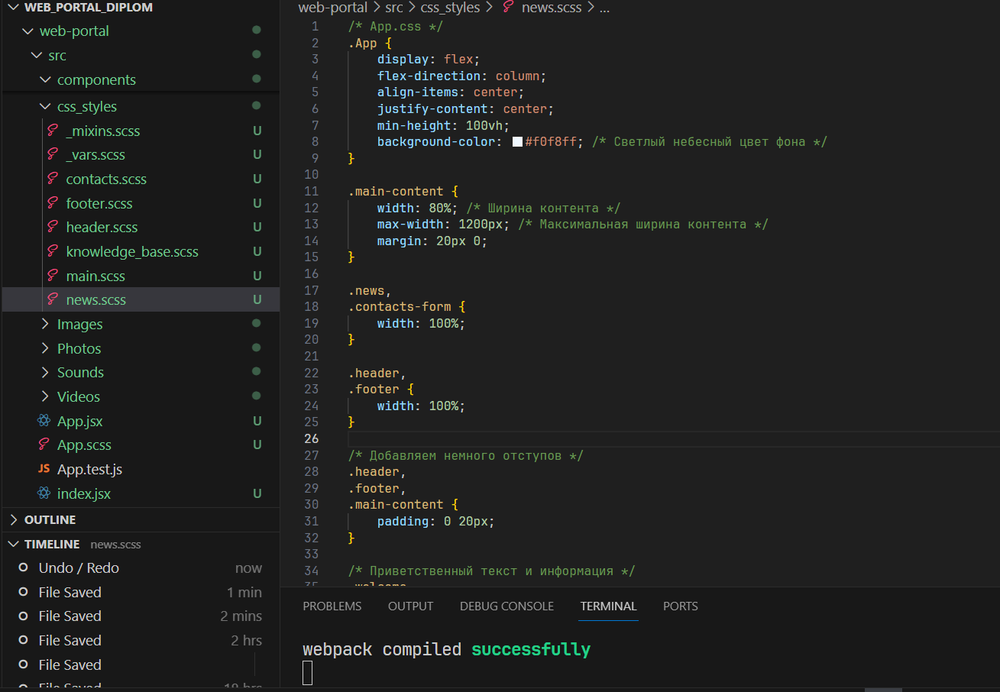 WEB_PORTAL_DIPLOM
web-portal
src
components
css_styles
_mixins.scss U
_vars.scss U
contacts.scss U
footer.scss U
header.scss U
knowledge_base.scss U
main.scss U
news.scss U
Images
Photos
Sounds
Videos
App.jsx U
App.scss U
JS App.test.js
index.jsx U
OUTLINE
TIMELINE news.scss
Undo / Redo now
File Saved 1 min
File Saved 2 mins
File Saved 2 hrs
File Saved
File Saved 18 hrs
web-portal > src > css_styles > news.scss > ...
1 /* App.css */
2 .App {
3 display: flex;
4 flex-direction: column;
5 align-items: center;
6 justify-content: center;
7 min-height: 100vh;
8 background-color: #f0f8ff; /* Светлый небесный цвет фона */
9 }
10
11 .main-content {
12 width: 80%; /* Ширина контента */
13 max-width: 1200px; /* Максимальная ширина контента */
14 margin: 20px 0;
15 }
16
17 .news,
18 .contacts-form {
19 width: 100%;
20 }
21
22 .header,
23 .footer {
24 width: 100%;
25 }
26
27 /* Добавляем немного отступов */
28 .header,
29 .footer,
30 .main-content {
31 padding: 0 20px;
32 }
33
34 /* Приветственный текст и информация */
35 .welcome
PROBLEMS OUTPUT DEBUG CONSOLE TERMINAL PORTS
webpack compiled successfully